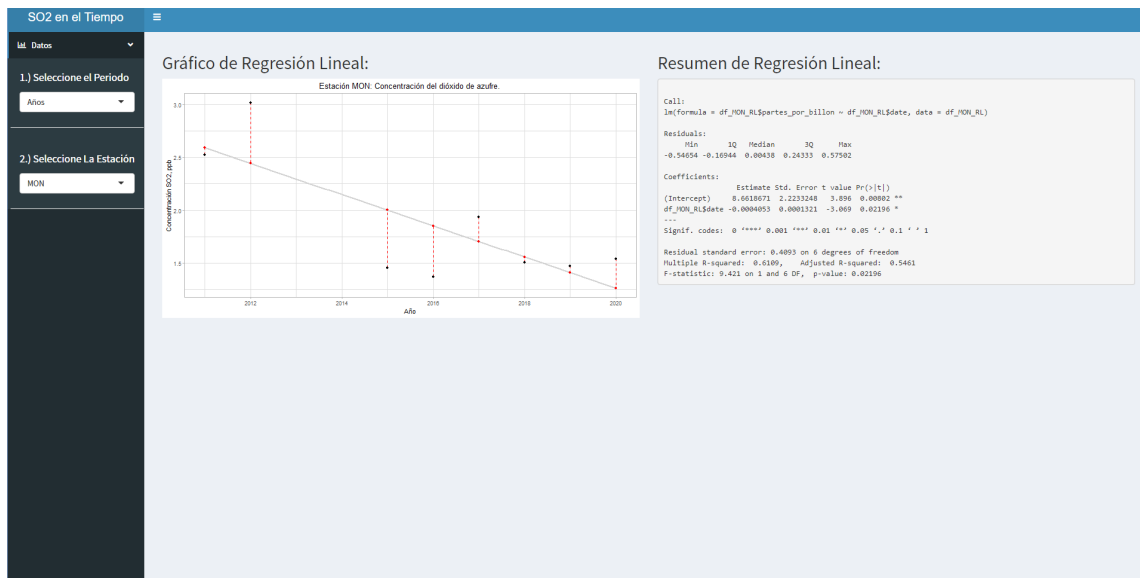 SO2 en el Tiempo
Datos
1.) Seleccione el Periodo
Años
2.) Seleccione La Estación
MON
Gráfico de Regresión Lineal:
Estación MON: Concentración del dióxido de azufre.
Concentración SO2, ppb
3.0
2.5
2.0
1.5
2012 2014 2016 2018 2020
Año
Resumen de Regresión Lineal:
Call:
lm(formula = df_MON_RL$partes_por_billon ~ df_MON_RL$date, data = df_MON_RL)
Residuals:
Min 1Q Median 3Q Max
-0.54654 -0.16944 0.00438 0.24333 0.57502
Coefficients:
Estimate Std. Error t value Pr(>|t|)
(Intercept) 8.6618671 2.2233248 3.896 0.00802 **
df_MON_RL$date -0.0004053 0.0001321 -3.069 0.02196 *
---
Signif. codes: 0 ‘***’ 0.001 ‘**’ 0.01 ‘*’ 0.05 ‘.’ 0.1 ‘ ’ 1
Residual standard error: 0.4093 on 6 degrees of freedom
Multiple R-squared: 0.6109, Adjusted R-squared: 0.5461
F-statistic: 9.421 on 1 and 6 DF, p-value: 0.02196